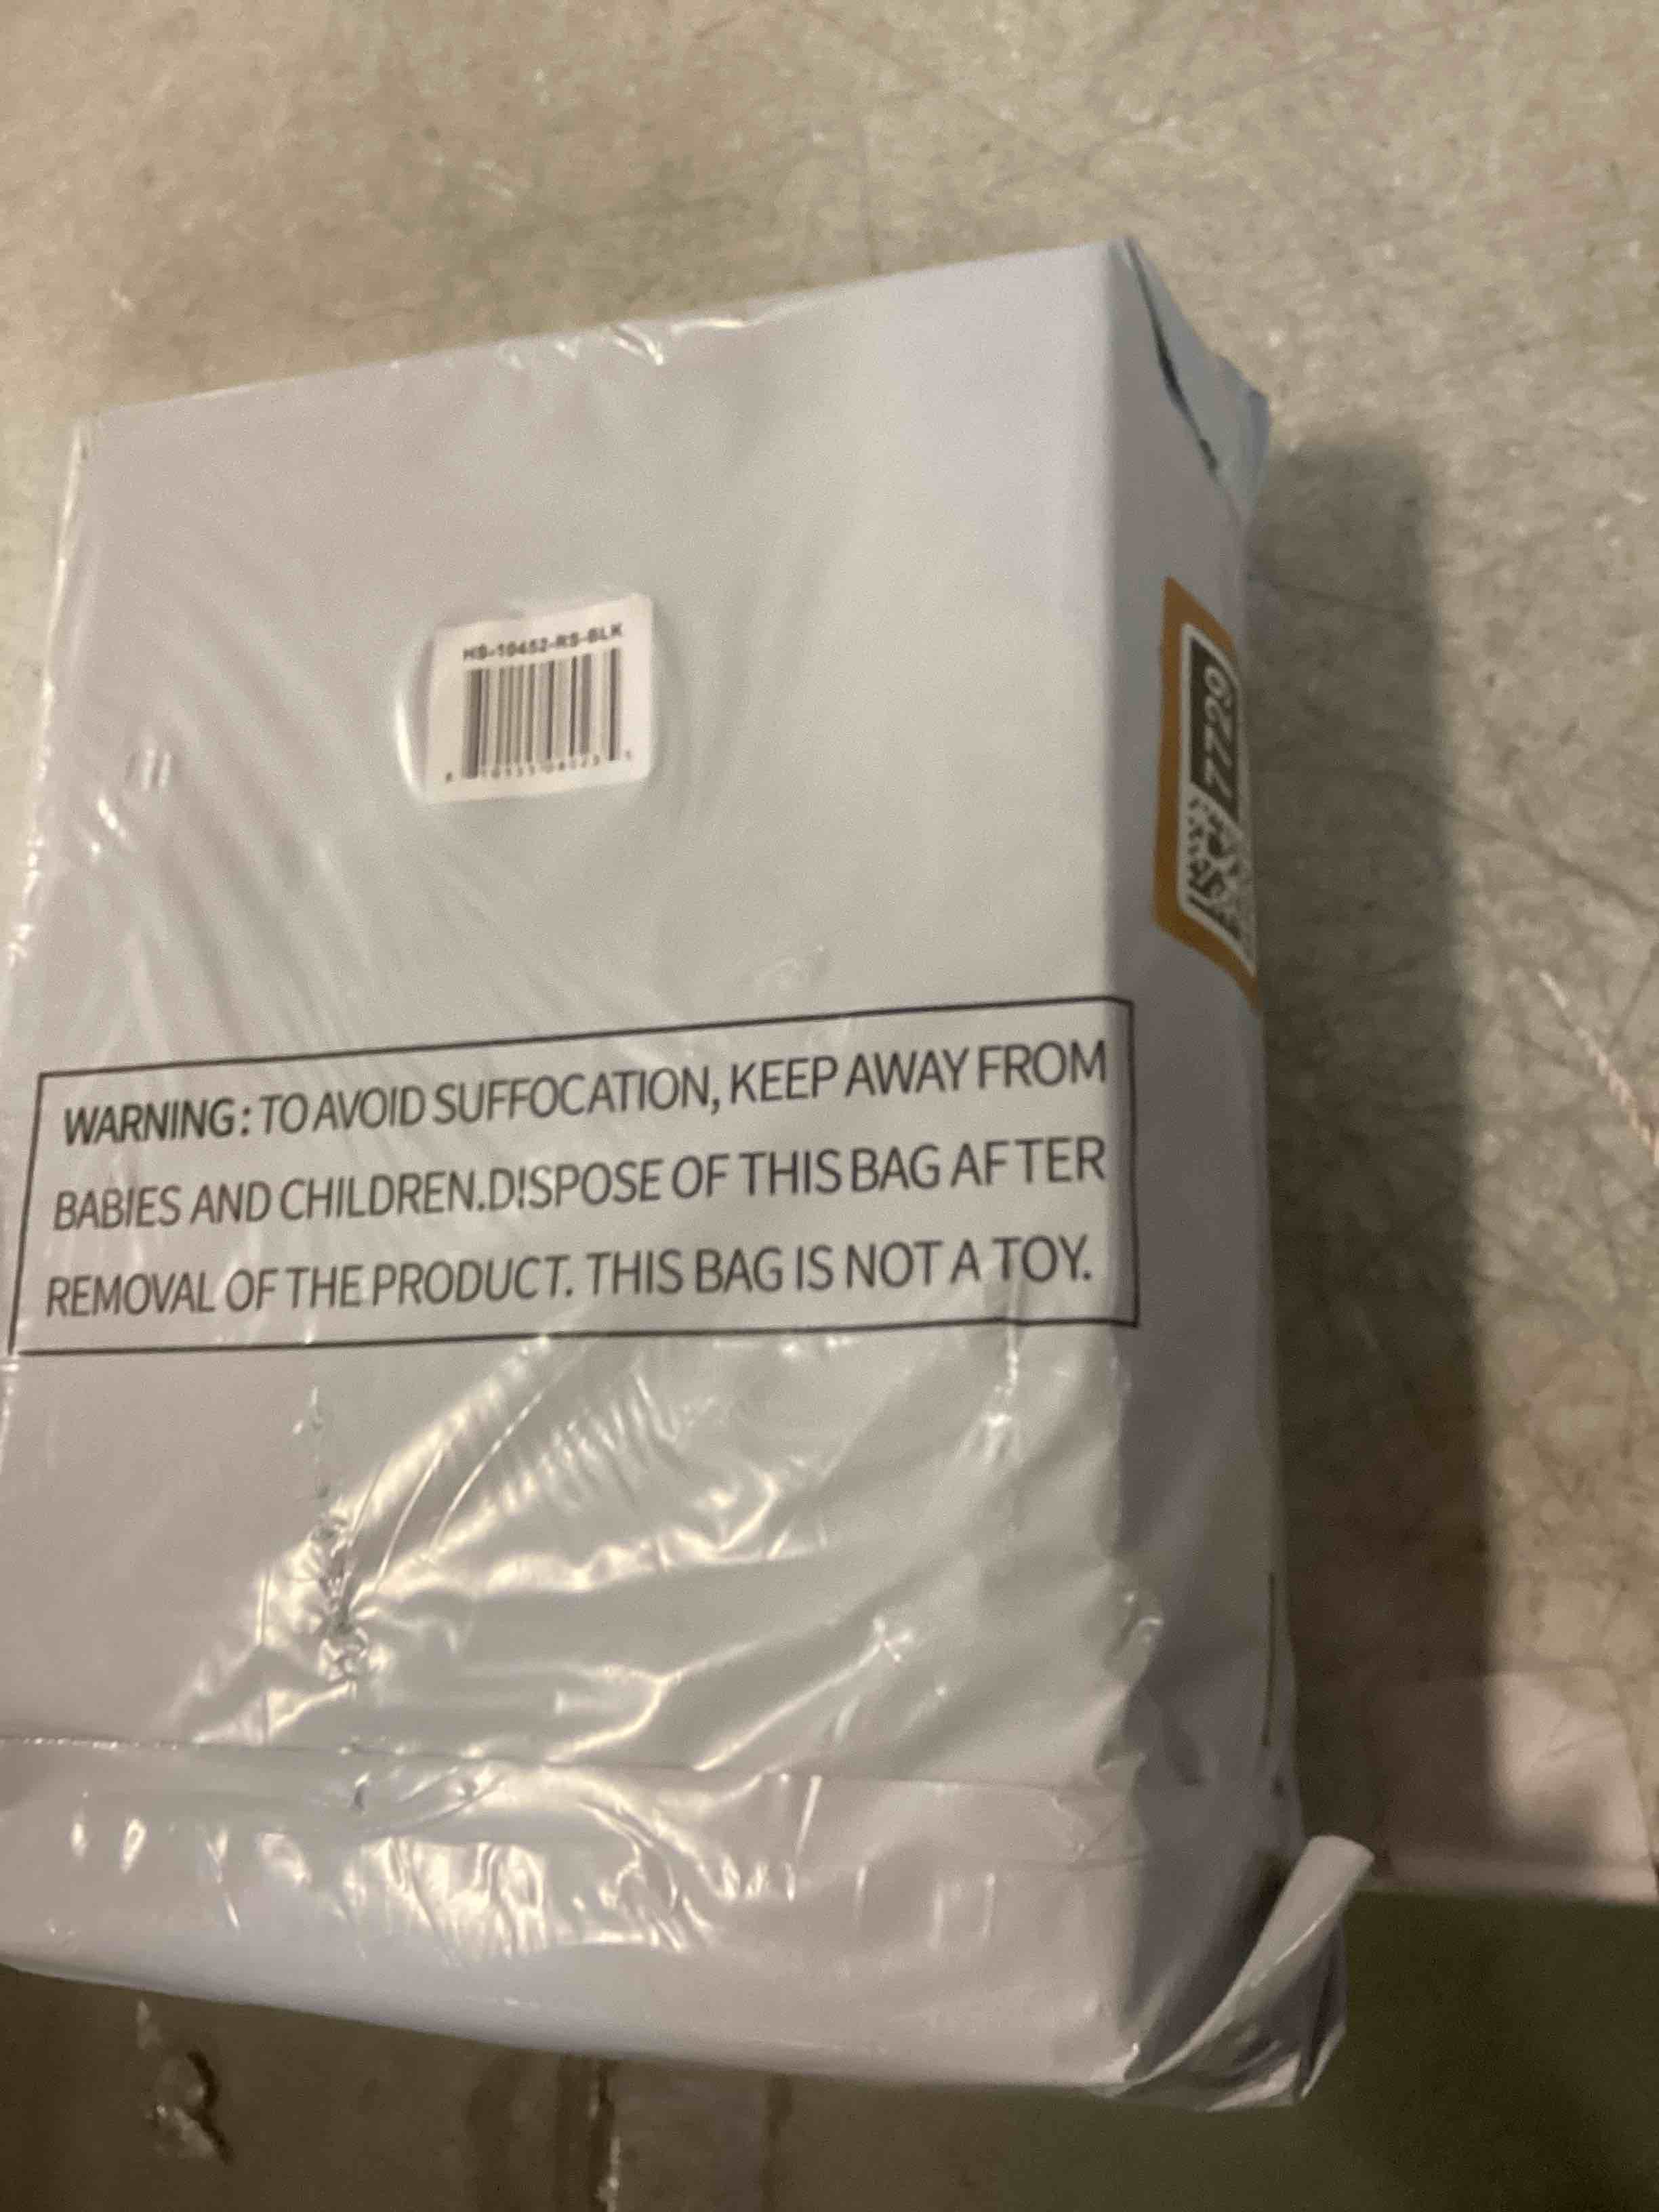 HS-10452-RS-BLK
7729
WARNING: TO AVOID SUFFOCATION, KEEP AWAY FROM
BABIES AND CHILDREN.DISPOSE OF THIS BAG AFTER
REMOVAL OF THE PRODUCT. THIS BAG IS NOT A TOY.